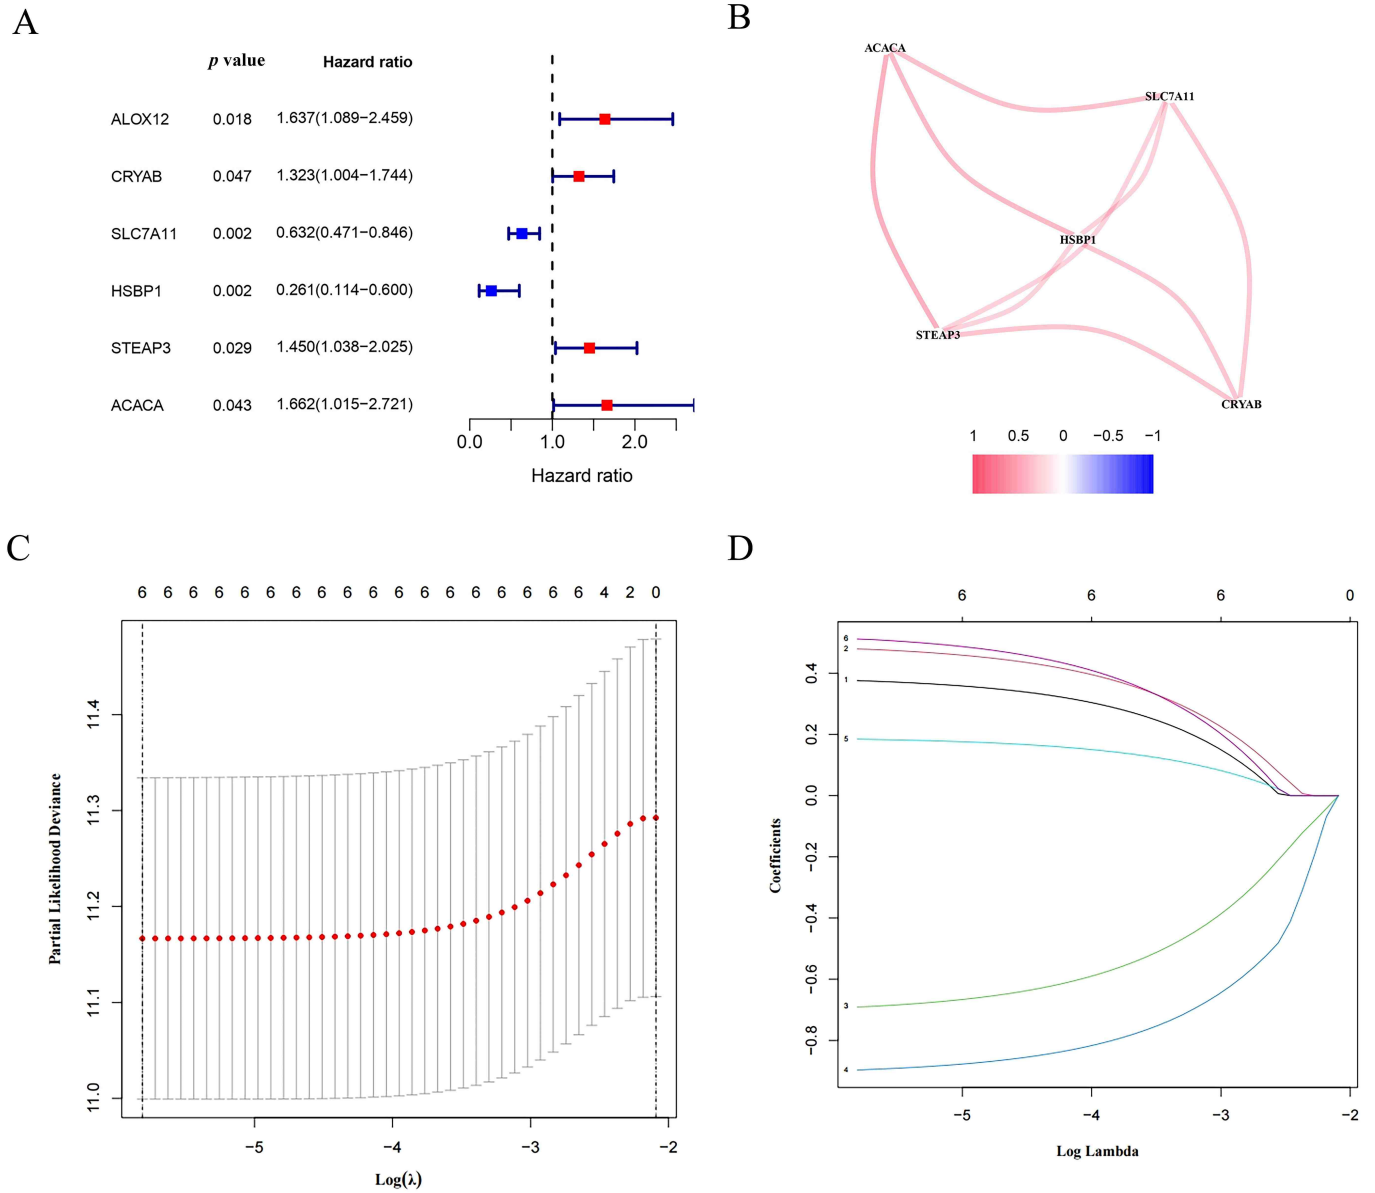 A
p value Hazard ratio
ALOX12 0.018 1.637(1.089−2.459)
CRYAB 0.047 1.323(1.004−1.744)
SLC7A11 0.002 0.632(0.471−0.846)
HSBP1 0.002 0.261(0.114−0.600)
STEAP3 0.029 1.450(1.038−2.025)
ACACA 0.043 1.662(1.015−2.721)
0.0 1.0 2.0
Hazard ratio
B
ACACA
SLC7A11
HSBP1
STEAP3
CRYAB
1 0.5 0 −0.5 −1
C
6 6 6 6 6 6 6 6 6 6 6 6 6 6 6 6 6 6 4 2 0
11.4
11.3
11.2
11.1
11.0
Partial Likelihood Deviance
−5 −4 −3 −2
Log(λ)
D
6 6 6 0
0.4
0.2
0.0
−0.2
−0.4
−0.6
−0.8
Coefficients
6
2
1
5
3
4
−5 −4 −3 −2
Log Lambda